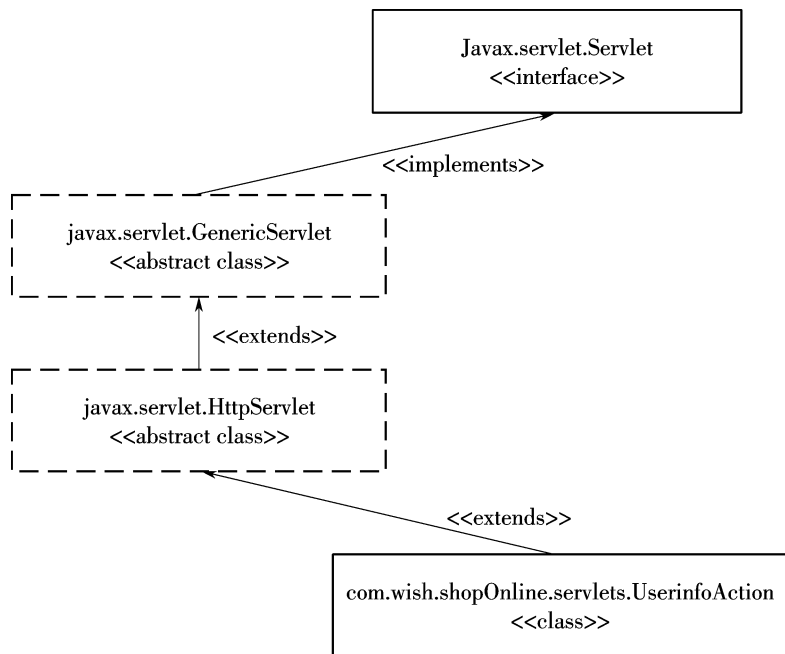 Javax.servlet.Servlet
<<interface>>
<<implements>>
javax.servlet.GenericServlet
<<abstract class>>
<<extends>>
javax.servlet.HttpServlet
<<abstract class>>
<<extends>>
com.wish.shopOnline.servlets.UserinfoAction
<<class>>